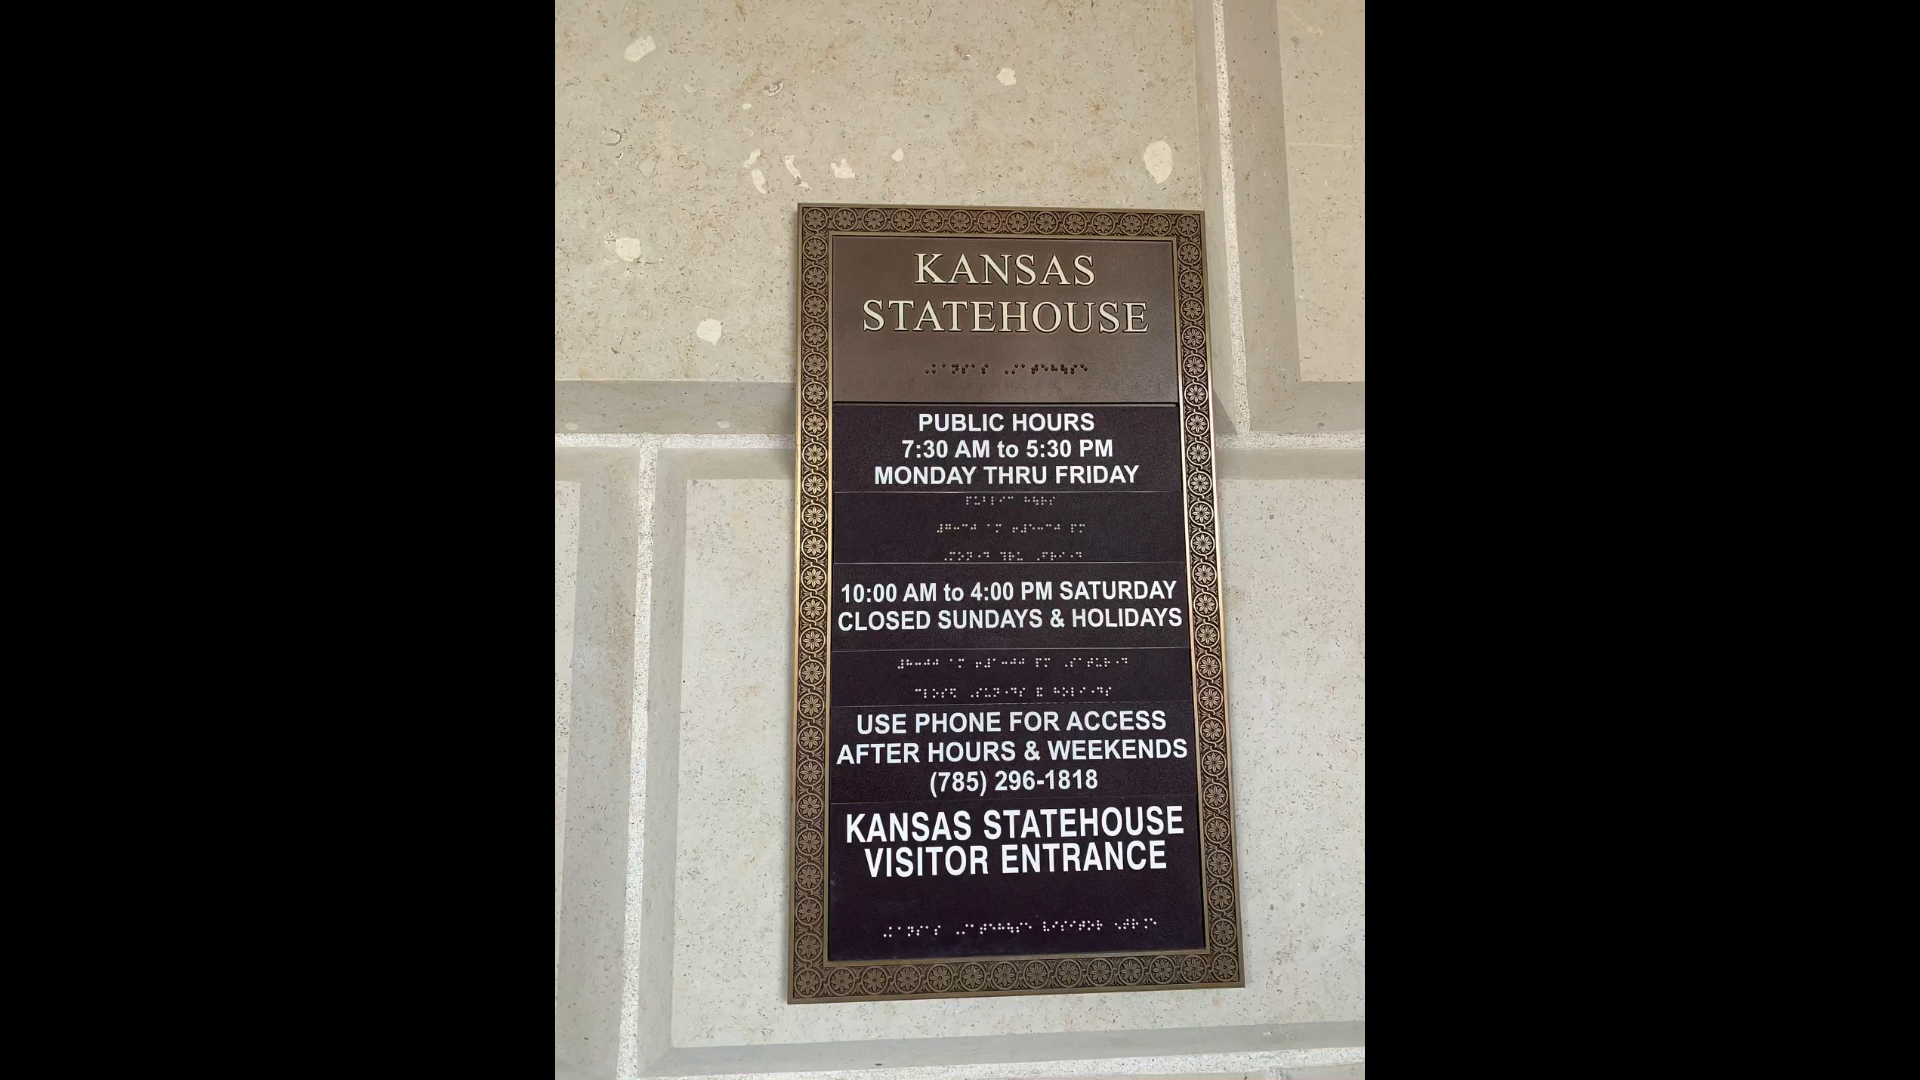 KANSAS
STATEHOUSE
PUBLIC HOURS
7:30 AM to 5:30 PM
MONDAY THRU FRIDAY
10:00 AM to 4:00 PM SATURDAY
CLOSED SUNDAYS & HOLIDAYS
USE PHONE FOR ACCESS
AFTER HOURS & WEEKENDS
(785) 296-1818
KANSAS STATEHOUSE
VISITOR ENTRANCE